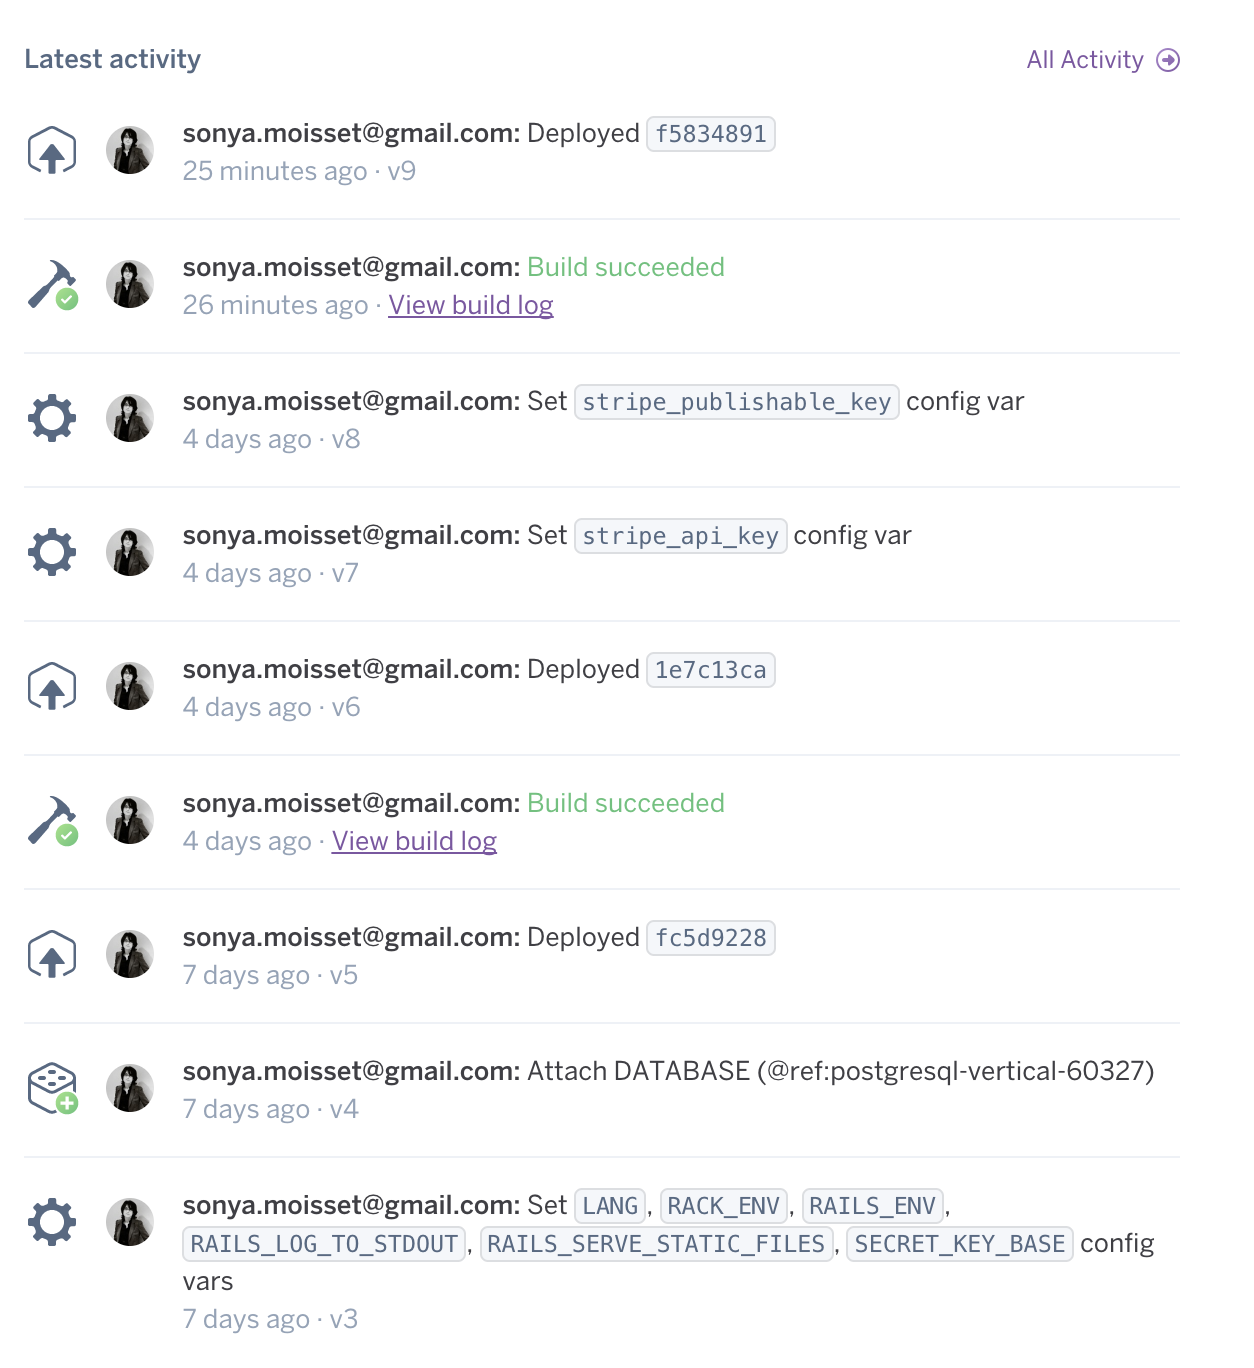 Latest activity
All Activity
sonya.moisset@gmail.com: Deployed f5834891
25 minutes ago · v9
sonya.moisset@gmail.com: Build succeeded
26 minutes ago · View build log
sonya.moisset@gmail.com: Set stripe_publishable_key config var
4 days ago · v8
sonya.moisset@gmail.com: Set stripe_api_key config var
4 days ago · v7
sonya.moisset@gmail.com: Deployed 1e7c13ca
4 days ago · v6
sonya.moisset@gmail.com: Build succeeded
4 days ago · View build log
sonya.moisset@gmail.com: Deployed fc5d9228
7 days ago · v5
sonya.moisset@gmail.com: Attach DATABASE (@ref:postgresql-vertical-60327)
7 days ago · v4
sonya.moisset@gmail.com: Set LANG, RACK_ENV, RAILS_ENV,
RAILS_LOG_TO_STDOUT, RAILS_SERVE_STATIC_FILES, SECRET_KEY_BASE config
vars
7 days ago · v3